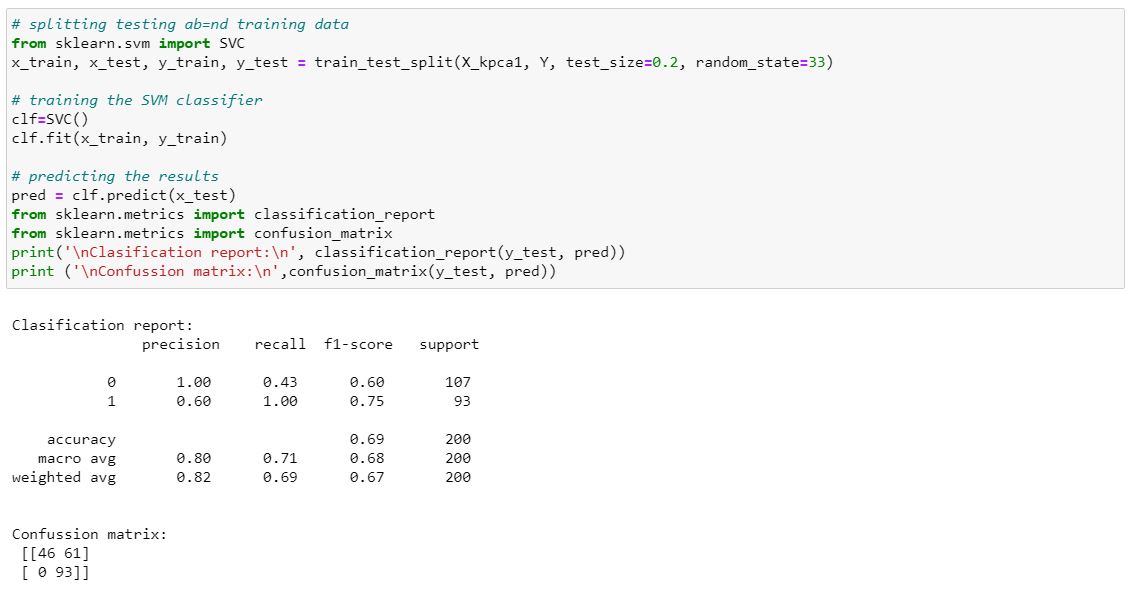 # splitting testing ab=nd training data
from sklearn.svm import SVC
x_train, x_test, y_train, y_test = train_test_split(X_kpca1, Y, test_size=0.2, random_state=33)

# training the SVM classifier
clf=SVC()
clf.fit(x_train, y_train)

# predicting the results
pred = clf.predict(x_test)
from sklearn.metrics import classification_report
from sklearn.metrics import confusion_matrix
print('\nClasification report:\n', classification_report(y_test, pred))
print ('\nConfussion matrix:\n',confusion_matrix(y_test, pred))

Clasification report:
               precision    recall  f1-score   support

           0       1.00      0.43      0.60       107
           1       0.60      1.00      0.75        93

    accuracy                           0.69       200
   macro avg       0.80      0.71      0.68       200
weighted avg       0.82      0.69      0.67       200

Confussion matrix:
 [[46 61]
 [ 0 93]]